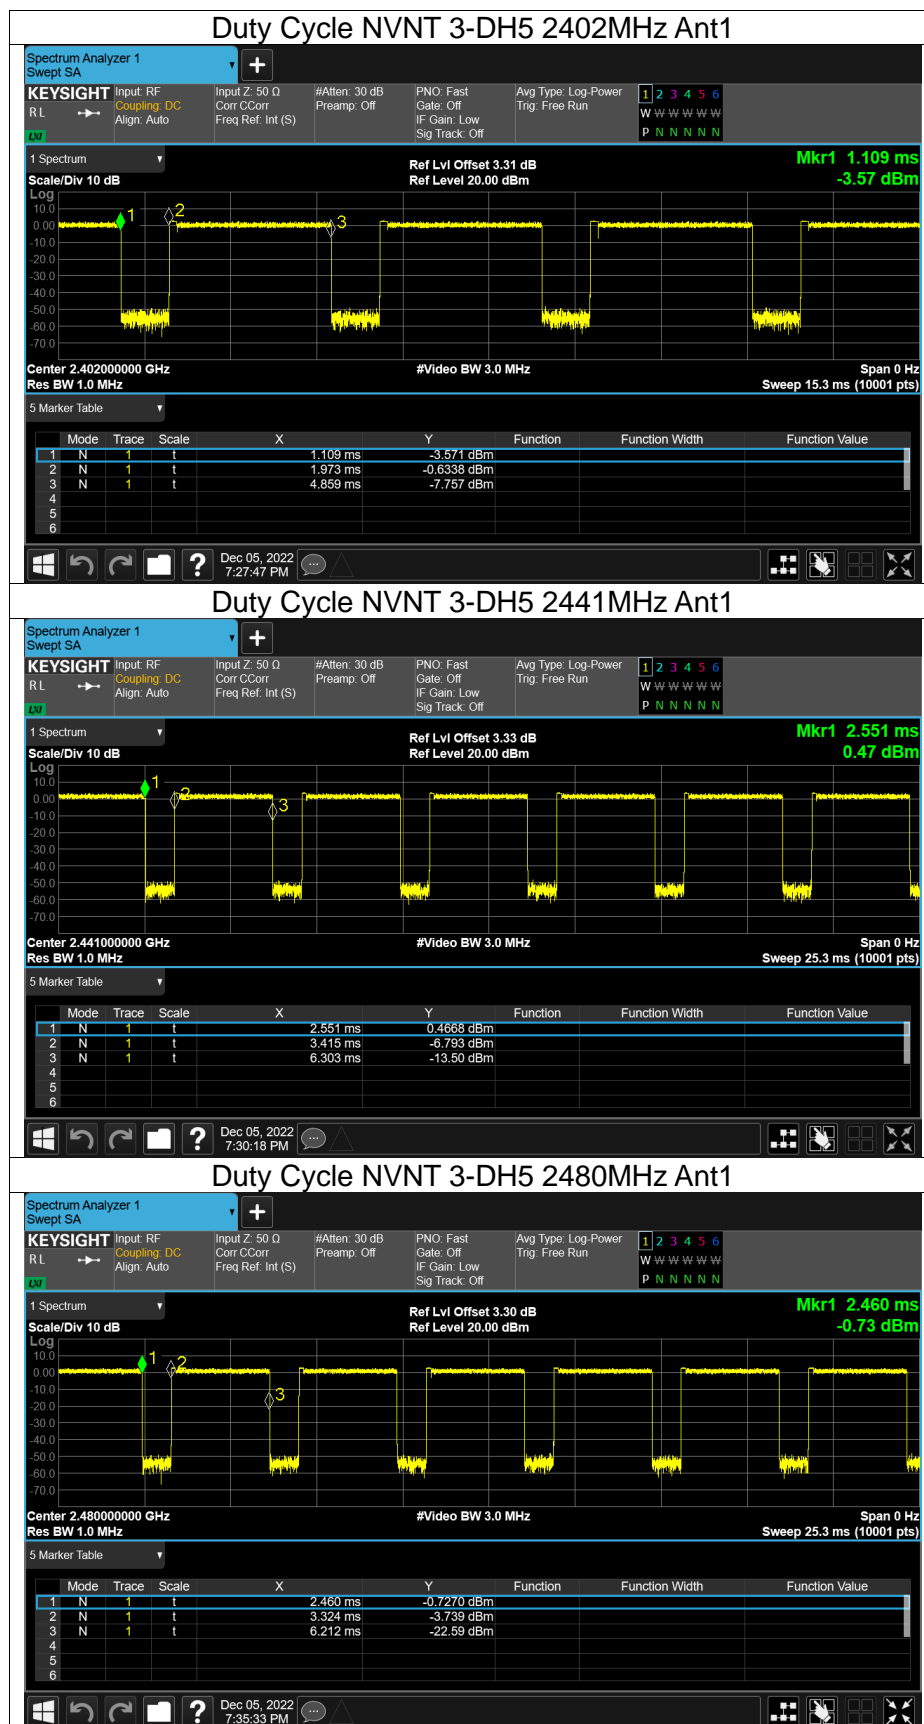 Duty Cycle NVNT 3-DH5 2402MHz Ant1
Spectrum Analyzer 1
Swept SA
+
KEYSIGHT Input: RF Input Z: 50 Ω #Atten: 30 dB PNO: Fast Avg Type: Log-Power 1 2 3 4 5 6
RL Coupling: DC Corr CCorr Preamp: Off Gate: Off Trig: Free Run W W W W W W
Align: Auto Freq Ref: Int (S) IF Gain: Low
LXI Sig Track: Off P N N N N N
1 Spectrum Ref Lvl Offset 3.31 dB Mkr1 1.109 ms
Scale/Div 10 dB Ref Level 20.00 dBm -3.57 dBm
Log
10.0 1 2 3
0.00
-10.0
-20.0
-30.0
-40.0
-50.0
-60.0
-70.0
Center 2.402000000 GHz #Video BW 3.0 MHz Span 0 Hz
Res BW 1.0 MHz Sweep 15.3 ms (10001 pts)
5 Marker Table
Mode Trace Scale X Y Function Function Width Function Value
1 N 1 t 1.109 ms -3.571 dBm
2 N 1 t 1.973 ms -0.6338 dBm
3 N 1 t 4.859 ms -7.757 dBm
4
5
6
? Dec 05, 2022
7:27:47 PM
Duty Cycle NVNT 3-DH5 2441MHz Ant1
Spectrum Analyzer 1
Swept SA
+
KEYSIGHT Input: RF Input Z: 50 Ω #Atten: 30 dB PNO: Fast Avg Type: Log-Power 1 2 3 4 5 6
RL Coupling: DC Corr CCorr Preamp: Off Gate: Off Trig: Free Run W W W W W W
Align: Auto Freq Ref: Int (S) IF Gain: Low
LXI Sig Track: Off P N N N N N
1 Spectrum Ref Lvl Offset 3.33 dB Mkr1 2.551 ms
Scale/Div 10 dB Ref Level 20.00 dBm 0.47 dBm
Log
10.0 1 2 3
0.00
-10.0
-20.0
-30.0
-40.0
-50.0
-60.0
-70.0
Center 2.441000000 GHz #Video BW 3.0 MHz Span 0 Hz
Res BW 1.0 MHz Sweep 25.3 ms (10001 pts)
5 Marker Table
Mode Trace Scale X Y Function Function Width Function Value
1 N 1 t 2.551 ms 0.4668 dBm
2 N 1 t 3.415 ms -6.793 dBm
3 N 1 t 6.303 ms -13.50 dBm
4
5
6
? Dec 05, 2022
7:30:18 PM
Duty Cycle NVNT 3-DH5 2480MHz Ant1
Spectrum Analyzer 1
Swept SA
+
KEYSIGHT Input: RF Input Z: 50 Ω #Atten: 30 dB PNO: Fast Avg Type: Log-Power 1 2 3 4 5 6
RL Coupling: DC Corr CCorr Preamp: Off Gate: Off Trig: Free Run W W W W W W
Align: Auto Freq Ref: Int (S) IF Gain: Low
LXI Sig Track: Off P N N N N N
1 Spectrum Ref Lvl Offset 3.30 dB Mkr1 2.460 ms
Scale/Div 10 dB Ref Level 20.00 dBm -0.73 dBm
Log
10.0 1 2 3
0.00
-10.0
-20.0
-30.0
-40.0
-50.0
-60.0
-70.0
Center 2.480000000 GHz #Video BW 3.0 MHz Span 0 Hz
Res BW 1.0 MHz Sweep 25.3 ms (10001 pts)
5 Marker Table
Mode Trace Scale X Y Function Function Width Function Value
1 N 1 t 2.460 ms -0.7270 dBm
2 N 1 t 3.324 ms -3.739 dBm
3 N 1 t 6.212 ms -22.59 dBm
4
5
6
? Dec 05, 2022
7:35:33 PM